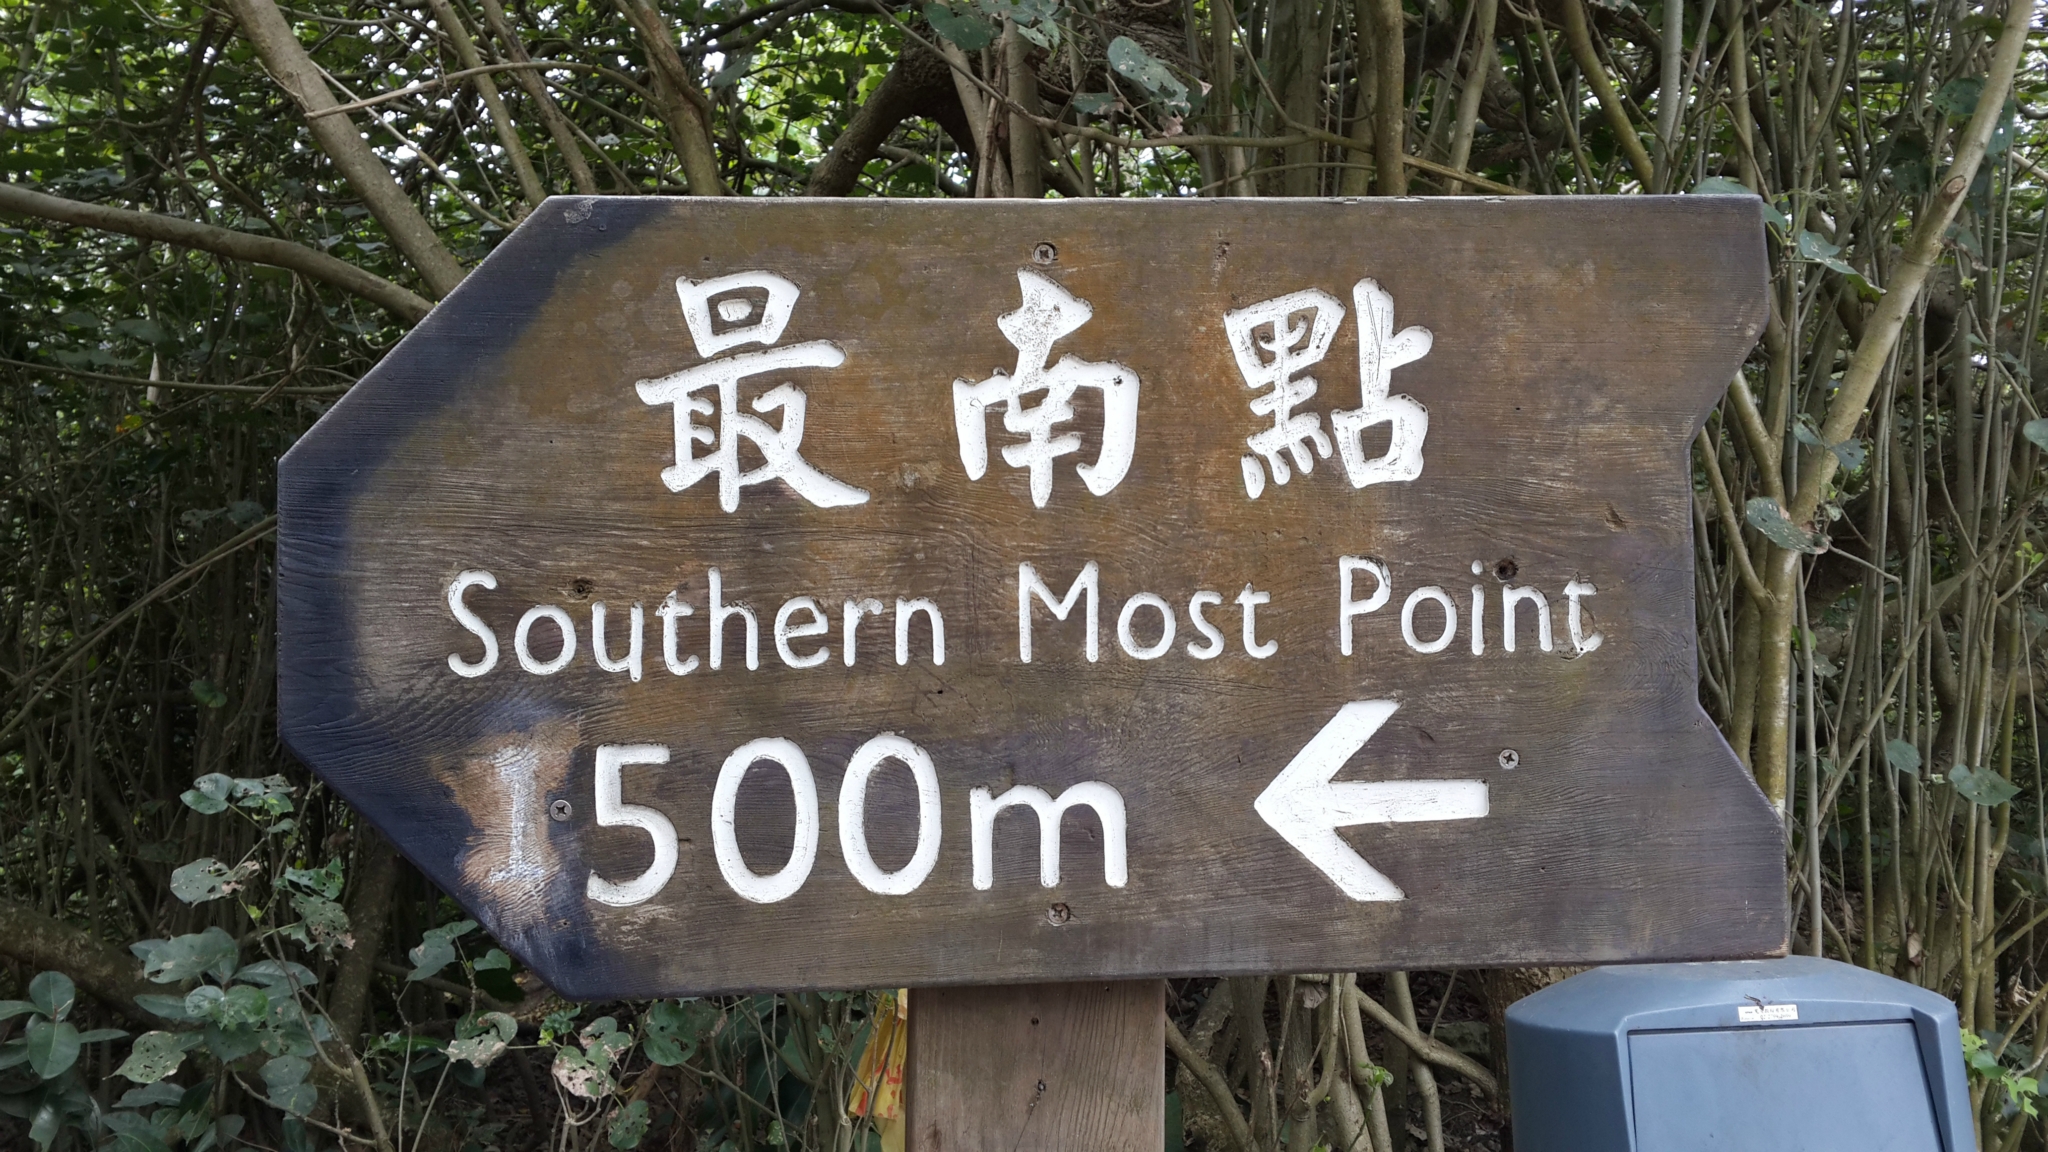 最南點
Southern Most Point
500m ←